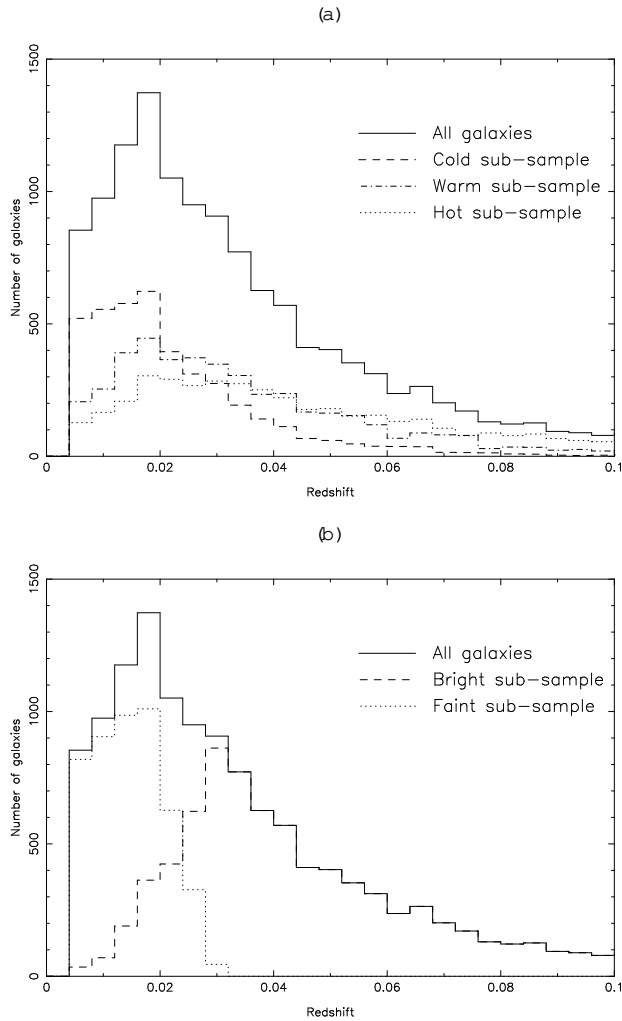 (a)
1500
1000
500
0
Number of galaxies
All galaxies
Cold sub-sample
Warm sub-sample
Hot sub-sample
0 0.02 0.04 0.06 0.08 0.1
Redshift
(b)
1500
1000
500
0
Number of galaxies
All galaxies
Bright sub-sample
Faint sub-sample
0 0.02 0.04 0.06 0.08 0.1
Redshift